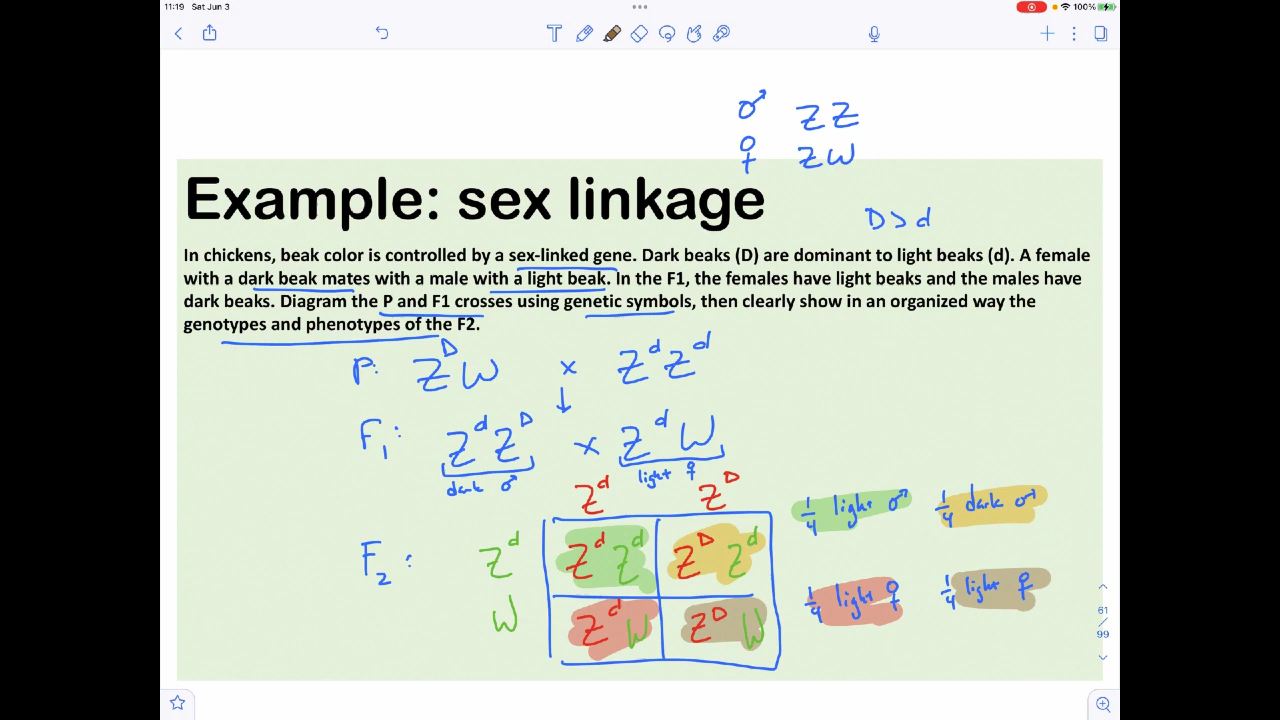 11:19 Sat Jun 3
100%
♂ ZZ
♀ ZW
Example: sex linkage
D > d
In chickens, beak color is controlled by a sex-linked gene. Dark beaks (D) are dominant to light beaks (d). A female
with a dark beak mates with a male with a light beak. In the F1, the females have light beaks and the males have
dark beaks. Diagram the P and F1 crosses using genetic symbols, then clearly show in an organized way the
genotypes and phenotypes of the F2.
P: Z^D W x Z^d Z^d
↓
F₁: Z^d Z^D x Z^d W
dark ♂ light ♀
Z^d Z^D
1/4 light ♂ 1/4 dark ♂
F₂: Z^d Z^d Z^d Z^D Z^d
1/4 light ♀ 1/4 light ♀
W Z^d W Z^D W
61
/
99